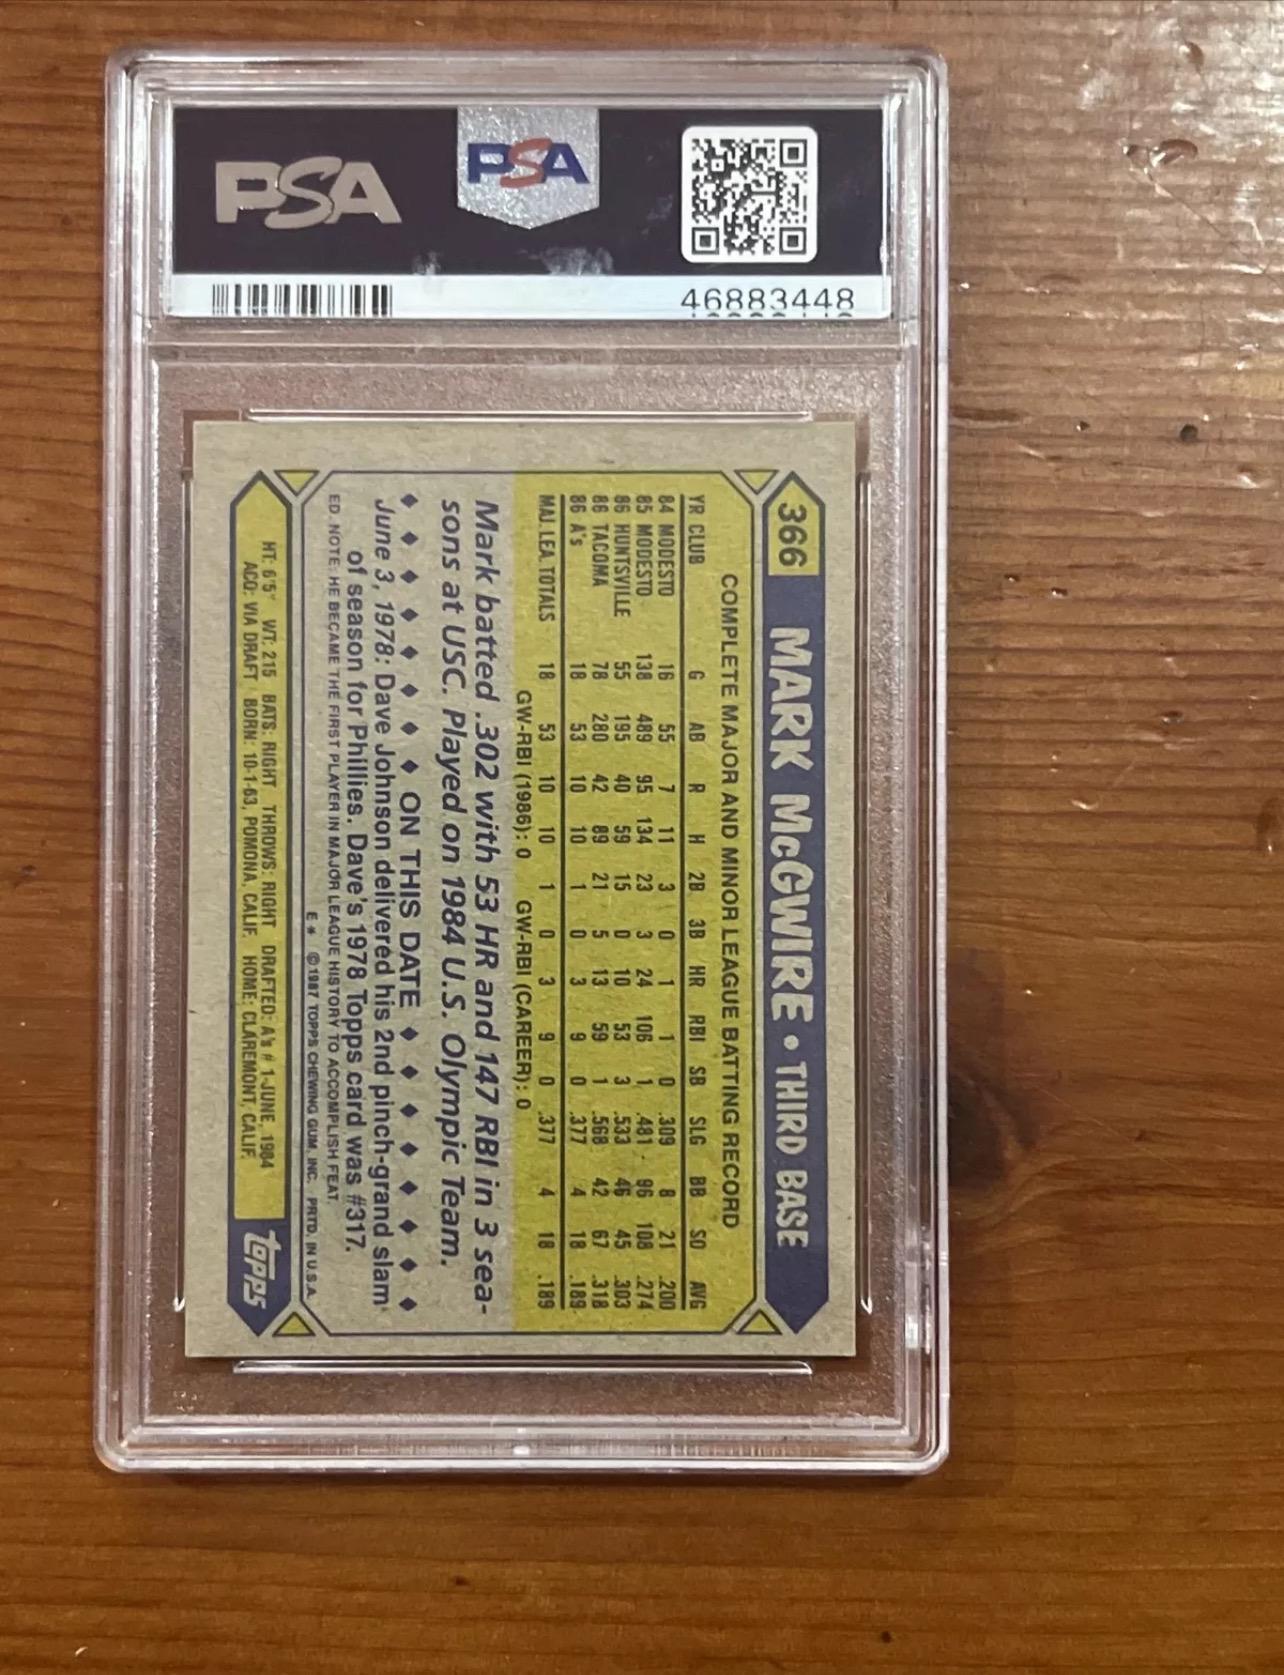 PSA
PSA
46883448
366 MARK McGWIRE • THIRD BASE
COMPLETE MAJOR AND MINOR LEAGUE BATTING RECORD
YR CLUB G AB R H 2B 3B HR RBI SB SLG BB SO AVG
84 MODESTO 16 55 7 11 3 0 1 1 0 .309 8 21 .200
85 MODESTO 138 489 95 134 23 3 24 106 1 .481 96 108 .274
86 HUNTSVILLE 55 195 40 59 15 0 10 53 3 .533 46 45 .303
86 TACOMA 78 280 42 89 21 5 13 59 1 .568 42 67 .318
86 A's 18 53 10 10 1 0 3 9 0 .377 4 18 .189
MAJ. LEA. TOTALS 18 53 10 10 1 0 3 9 0 .377 4 18 .189
GW-RBI (1986): 0 GW-RBI (CAREER): 0
Mark batted .302 with 53 HR and 147 RBI in 3 sea-
sons at USC. Played on 1984 U.S. Olympic Team.
♦ ♦ ♦ ♦ ♦ ♦ ♦ ♦ ON THIS DATE ♦ ♦ ♦ ♦ ♦ ♦ ♦ ♦
June 3, 1978: Dave Johnson delivered his 2nd pinch-grand slam
of season for Phillies. Dave's 1978 Topps card was #317.
ED. NOTE: HE BECAME THE FIRST PLAYER IN MAJOR LEAGUE HISTORY TO ACCOMPLISH FEAT.
E* ©1987 TOPPS CHEWING GUM, INC. PRTD. IN U.S.A.
HT: 6'5" WT: 215 BATS: RIGHT THROWS: RIGHT DRAFTED: A's #1-JUNE, 1984
ACQ: VIA DRAFT BORN: 10-1-63, POMONA, CALIF. HOME: CLAREMONT, CALIF.
topps